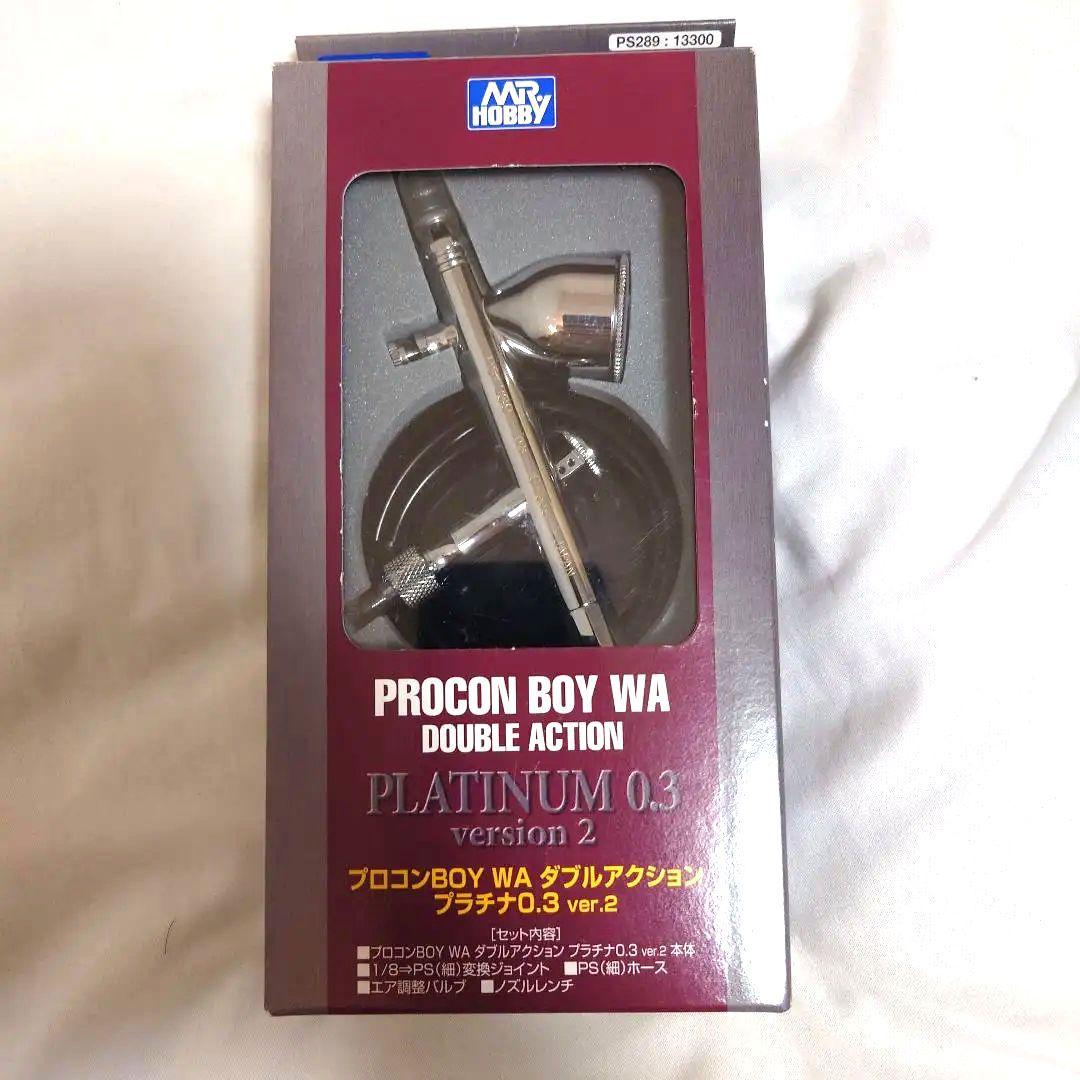 PS289 : 13300
MR. HOBBY
PROCON BOY WA
DOUBLE ACTION
PLATINUM 0.3
version 2
プロコンBOY WA ダブルアクション
プラチナ0.3 ver.2
［セット内容］
■プロコンBOY WA ダブルアクション プラチナ0.3 ver.2 本体
■1/8⇒PS（細）変換ジョイント ■PS（細）ホース
■エア調整バルブ ■ノズルレンチ